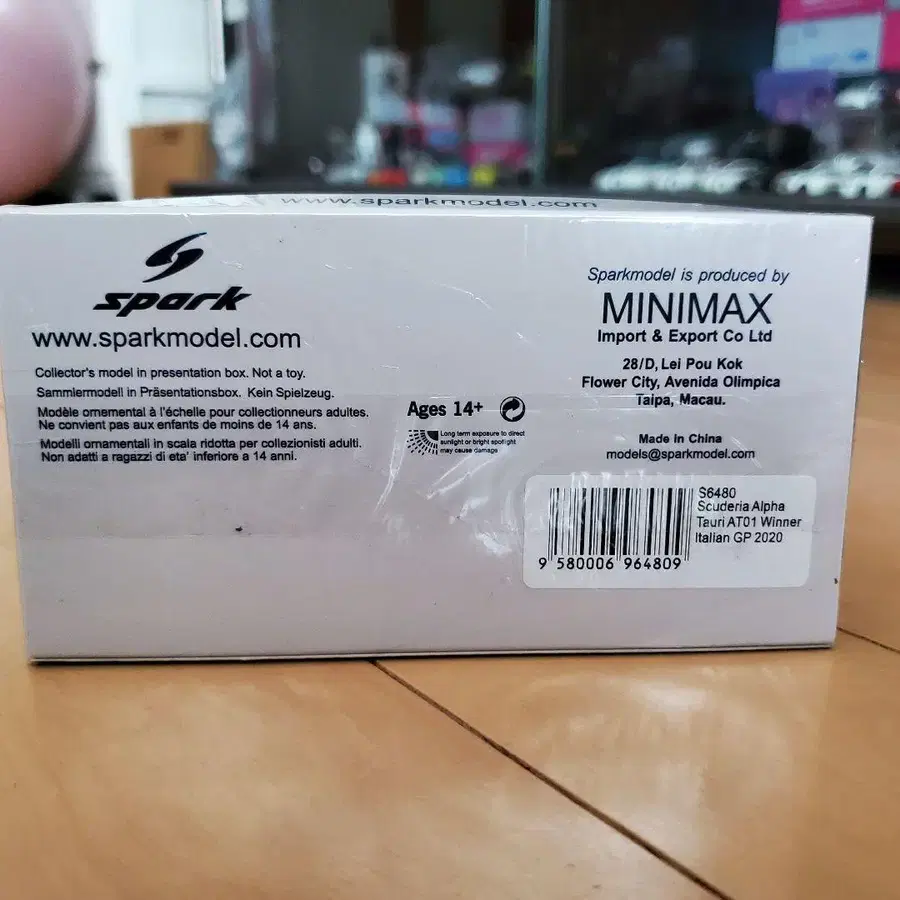 www.sparkmodel.com
spark
www.sparkmodel.com
Collector's model in presentation box. Not a toy.
Sammiermodell in Präsentationsbox. Kein Spielzeug.
Modèle ornemental à l'échelle pour collectionneurs adultes.
Ne convient pas aux enfants de moins de 14 ans.
Modelli ornamentali in scala ridotta per collezionisti adulti.
Non adatti a ragazzi di eta' inferiore a 14 anni.
Ages 14+
Long term exposure to direct
sunlight or bright spotlight
may cause damage
Sparkmodel is produced by
MINIMAX
Import & Export Co Ltd
28/D, Lei Pou Kok
Flower City, Avenida Olimpica
Taipa, Macau.
Made in China
models@sparkmodel.com
S6480
Scuderia Alpha
Tauri AT01 Winner
Italian GP 2020
9 580006 964809